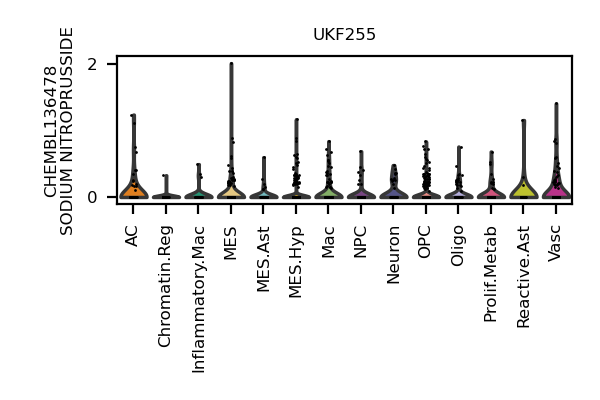 UKF255
CHEMBL136478
SODIUM NITROPRUSSIDE
2
0
AC
Chromatin.Reg
Inflammatory.Mac
MES
MES.Ast
MES.Hyp
Mac
NPC
Neuron
OPC
Oligo
Prolif.Metab
Reactive.Ast
Vasc